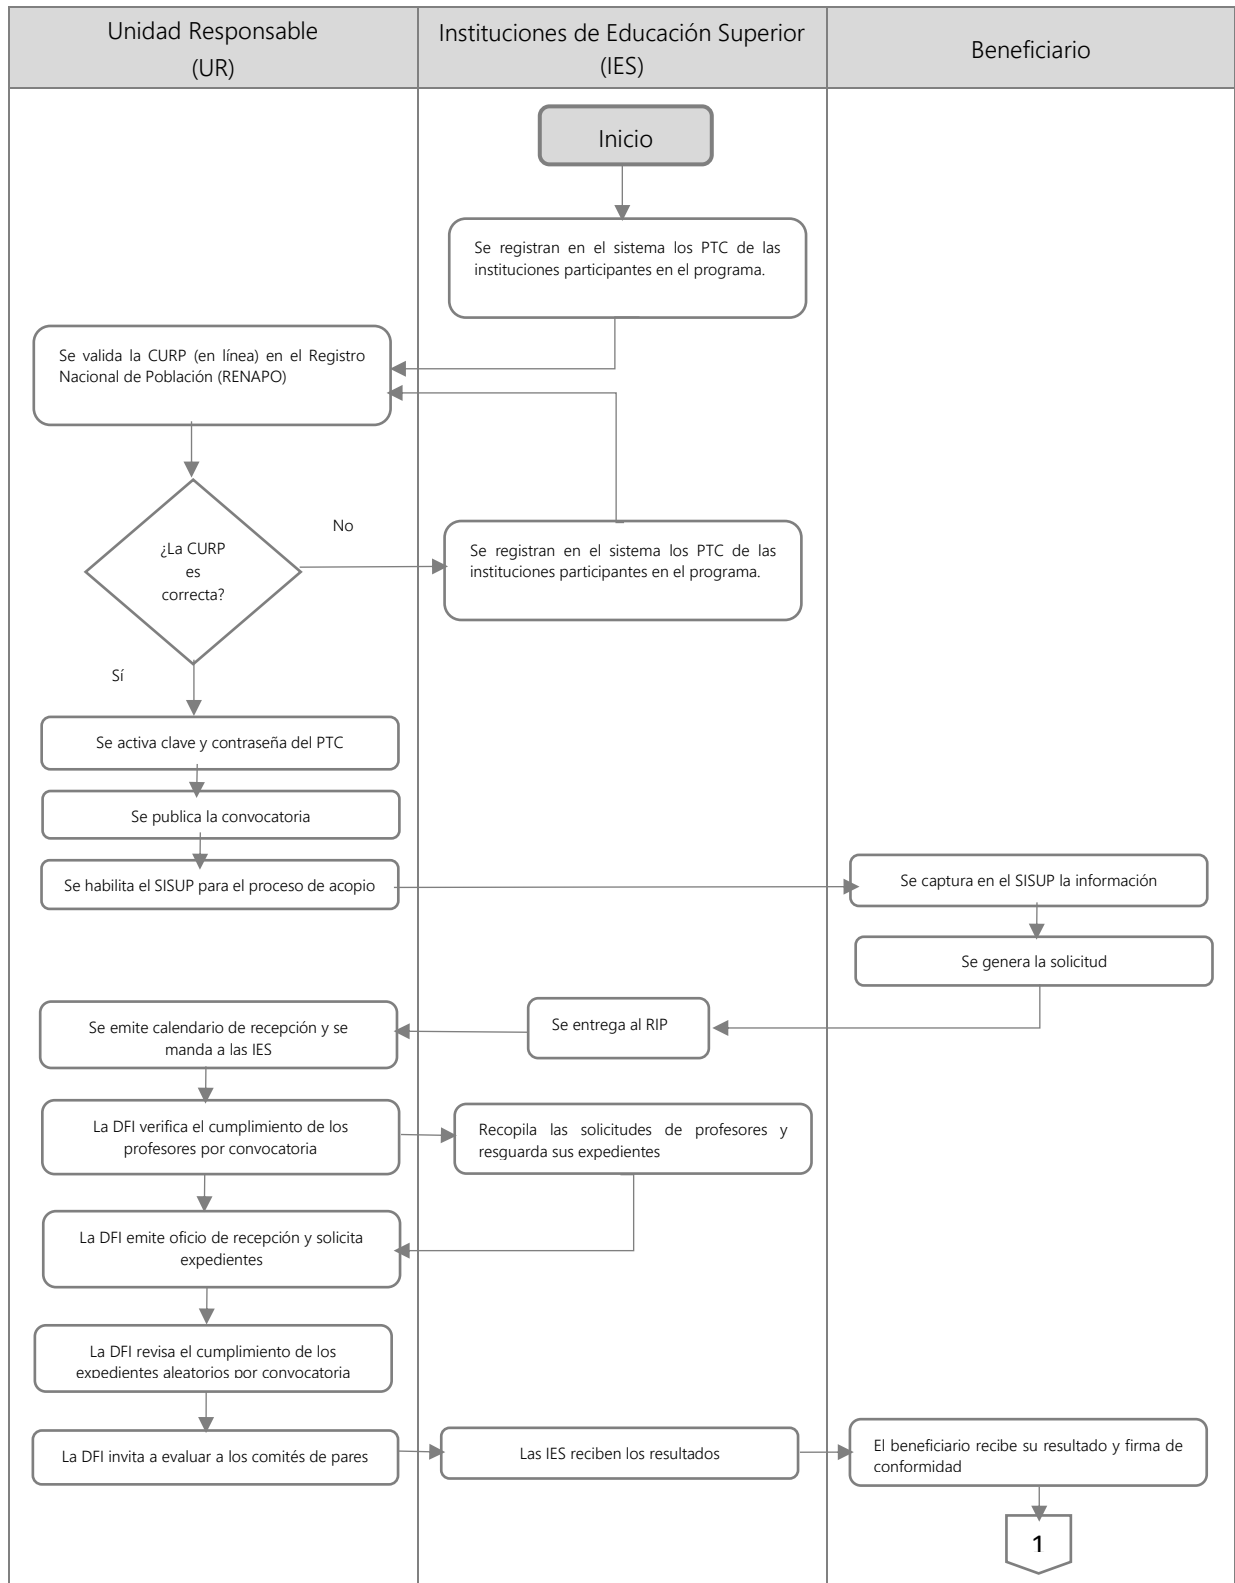 Unidad Responsable
(UR)
Instituciones de Educación Superior
(IES)
Beneficiario
Inicio
Se registran en el sistema los PTC de las
instituciones participantes en el programa.
Se valida la CURP (en línea) en el Registro
Nacional de Población (RENAPO)
¿La CURP
es
correcta?
No
Se registran en el sistema los PTC de las
instituciones participantes en el programa.
Sí
Se activa clave y contraseña del PTC
Se publica la convocatoria
Se habilita el SISUP para el proceso de acopio
Se captura en el SISUP la información
Se genera la solicitud
Se entrega al RIP
Se emite calendario de recepción y se
manda a las IES
La DFI verifica el cumplimiento de los
profesores por convocatoria
Recopila las solicitudes de profesores y
resguarda sus expedientes
La DFI emite oficio de recepción y solicita
expedientes
La DFI revisa el cumplimiento de los
expedientes aleatorios por convocatoria
La DFI invita a evaluar a los comités de pares
Las IES reciben los resultados
El beneficiario recibe su resultado y firma de
conformidad
1